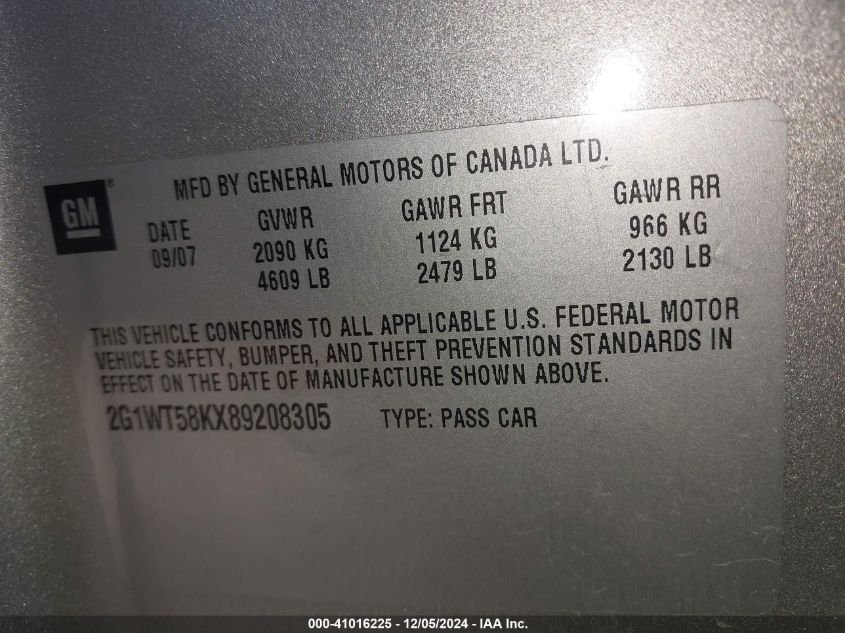 MFD BY GENERAL MOTORS OF CANADA LTD.
GM®
DATE GVWR GAWR FRT GAWR RR
09/07 2090 KG 1124 KG 966 KG
4609 LB 2479 LB 2130 LB
THIS VEHICLE CONFORMS TO ALL APPLICABLE U.S. FEDERAL MOTOR
VEHICLE SAFETY, BUMPER, AND THEFT PREVENTION STANDARDS IN
EFFECT ON THE DATE OF MANUFACTURE SHOWN ABOVE.
2G1WT58KX89208305 TYPE: PASS CAR
000-41016225 - 12/05/2024 - IAA Inc.